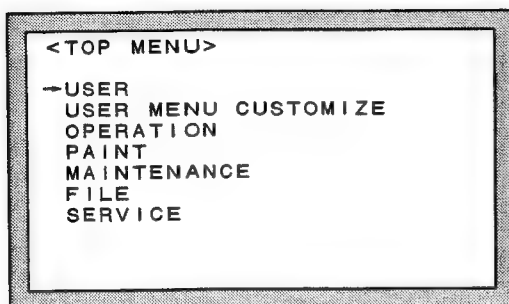 <TOP MENU>
→USER
USER MENU CUSTOMIZE
OPERATION
PAINT
MAINTENANCE
FILE
SERVICE